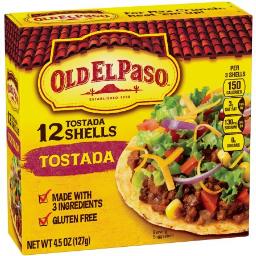 For Max Crunch,
Heat 'em Up!
OLD EL PASO
ESTABLISHED 1938
PER
3 SHELLS
150
CALORIES
12 TOSTADA
SHELLS
TOSTADA
MADE WITH
3 INGREDIENTS
GLUTEN FREE
NET WT 4.5 OZ (127g)